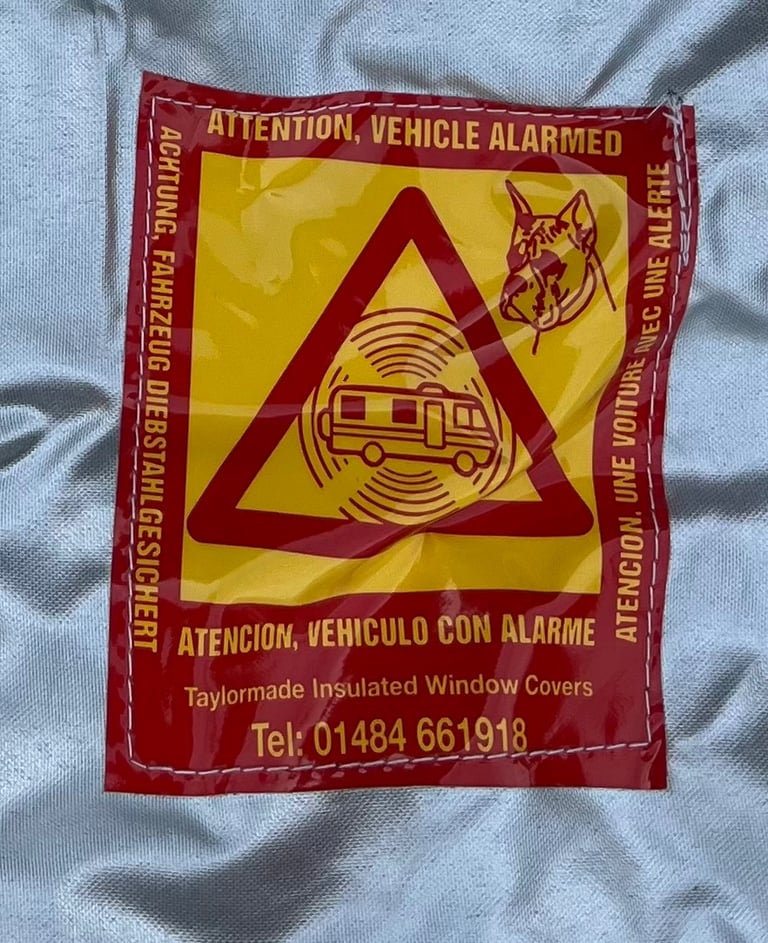 ATTENTION, VEHICLE ALARMED
ACHTUNG, FAHRZEUG DIEBSTAHLGESICHERT
ATENCION. UNE VOITURE AVEC UNE ALERTE
ATENCION, VEHICULO CON ALARME
Taylormade Insulated Window Covers
Tel: 01484 661918